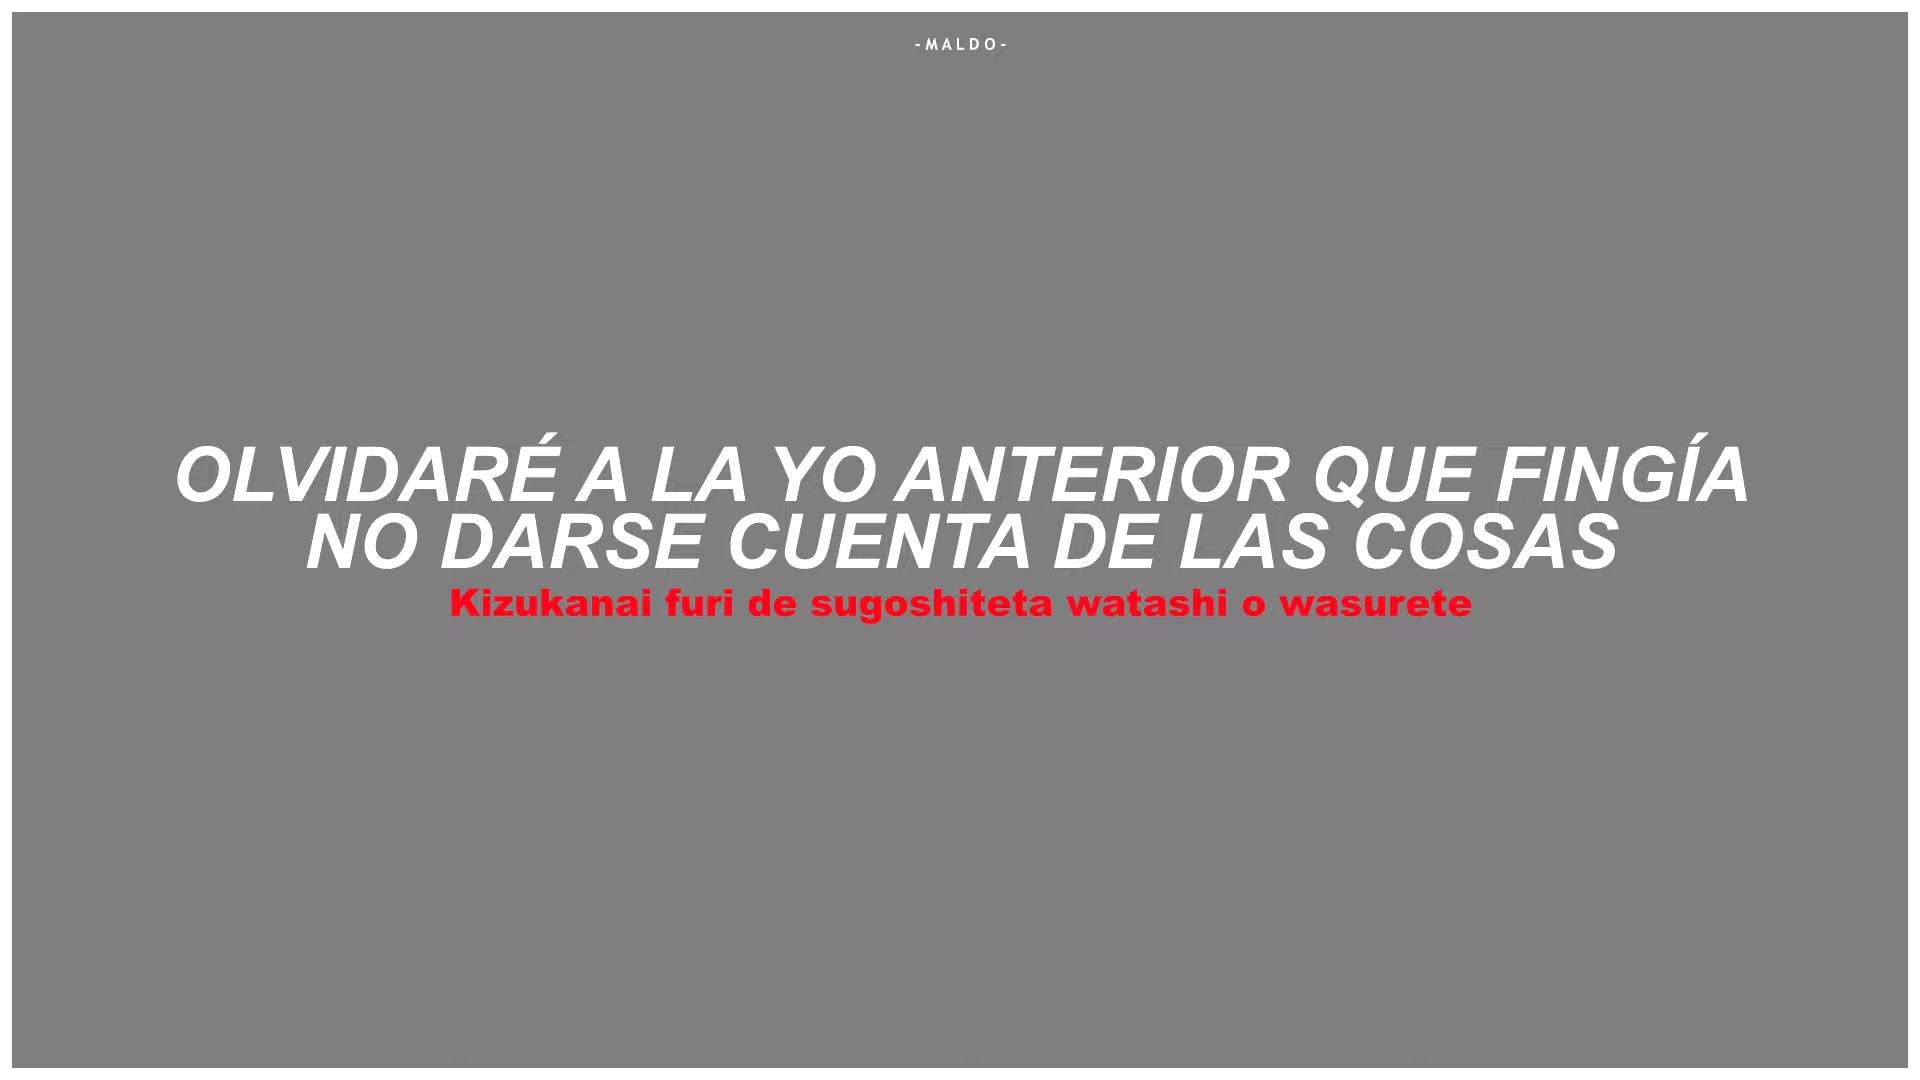 -MALDO-
OLVIDARÉ A LA YO ANTERIOR QUE FINGÍA
NO DARSE CUENTA DE LAS COSAS
Kizukanai furi de sugoshiteta watashi o wasurete